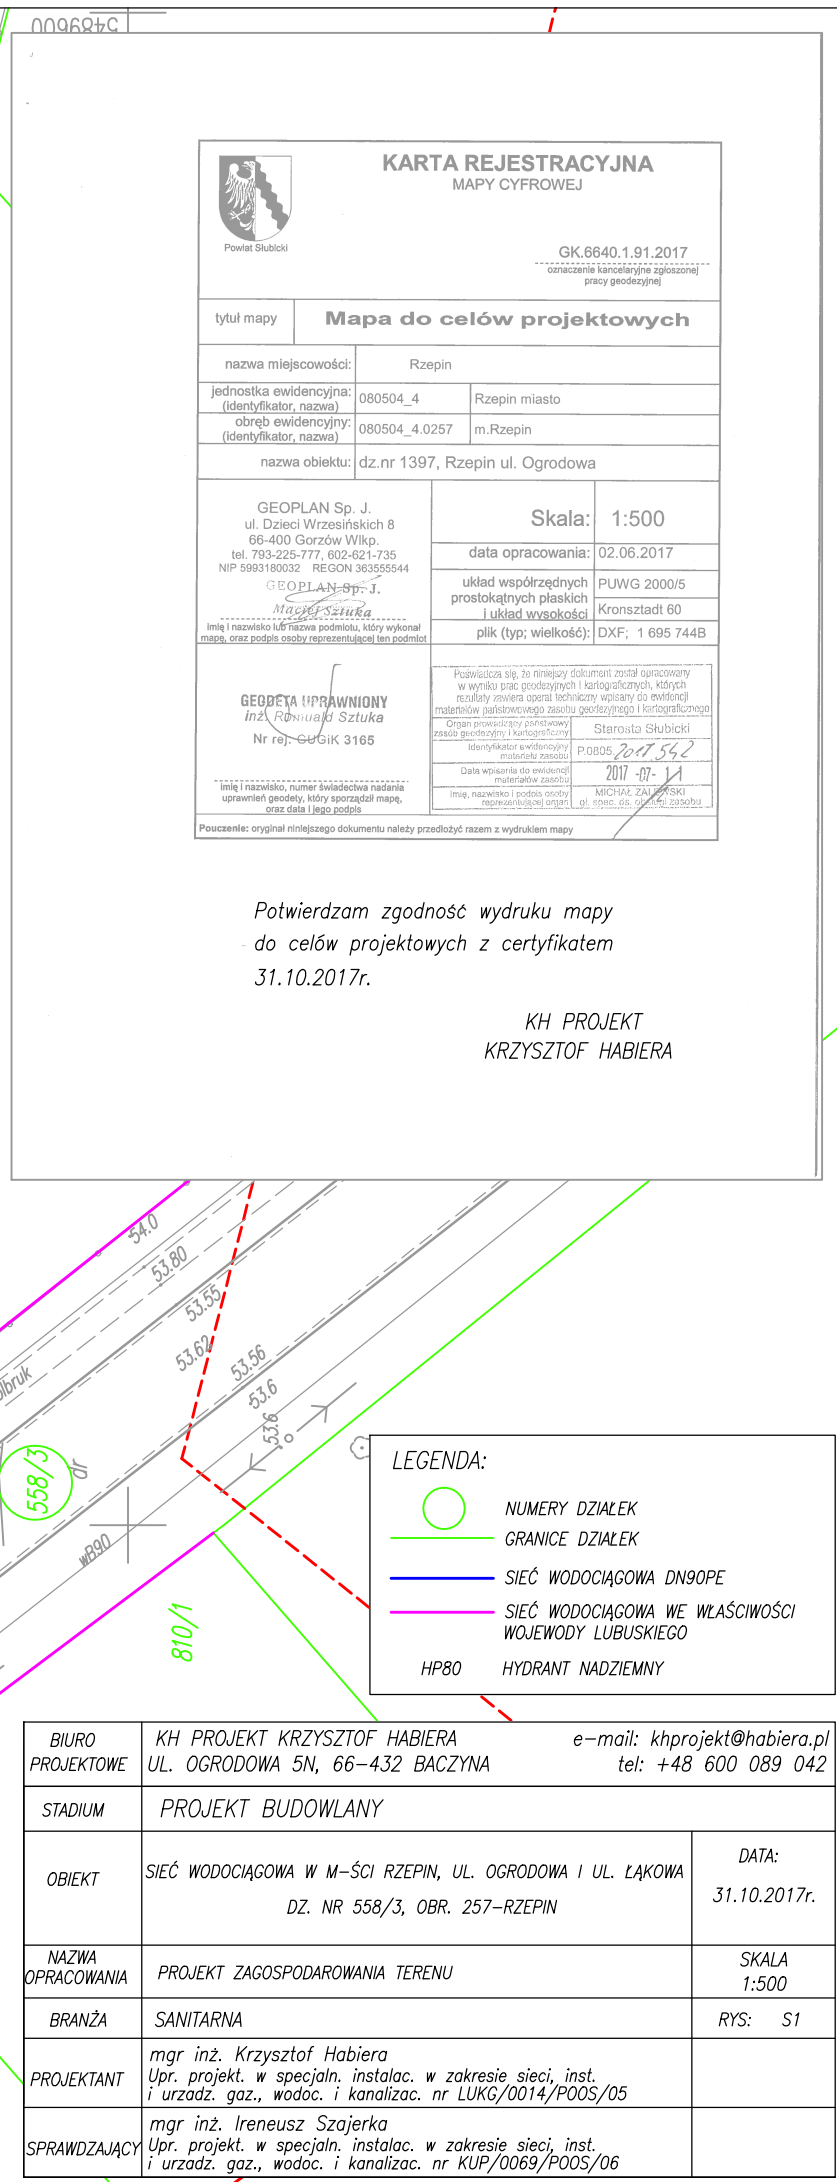 5489600
KARTA REJESTRACYJNA
MAPY CYFROWEJ
Powiat Słubicki
GK.6640.1.91.2017
oznaczenie kancelaryjne zgłoszonej
pracy geodezyjnej
tytuł mapy
Mapa do celów projektowych
nazwa miejscowości: Rzepin
jednostka ewidencyjna:
(identyfikator, nazwa)
080504_4 Rzepin miasto
obręb ewidencyjny:
(identyfikator, nazwa)
080504_4.0257 m.Rzepin
nazwa obiektu: dz.nr 1397, Rzepin ul. Ogrodowa
GEOPLAN Sp. J.
ul. Dzieci Wrzesińskich 8
66-400 Gorzów Wlkp.
tel. 793-225-777, 602-621-735
NIP 5993180032 REGON 363555544
GEOPLAN Sp. J.
Maciej Sztuka
imię i nazwisko lub nazwa podmiotu, który wykonał
mapę, oraz podpis osoby reprezentującej ten podmiot
Skala: 1:500
data opracowania: 02.06.2017
układ współrzędnych
prostokątnych płaskich
i układ wysokości
PUWG 2000/5
Kronsztadt 60
plik (typ; wielkość): DXF; 1 695 744B
GEODETA UPRAWNIONY
inż. Romuald Sztuka
Nr rej. GUGiK 3165
imię i nazwisko, numer świadectwa nadania
uprawnień geodety, który sporządził mapę,
oraz data i jego podpis
Poświadcza się, że niniejszy dokument został opracowany
w wyniku prac geodezyjnych i kartograficznych, których
rezultaty zawiera operat techniczny wpisany do ewidencji
materiałów państwowego zasobu geodezyjnego i kartograficznego
Organ prowadzący państwowy
zasób geodezyjny i kartograficzny
Starosta Słubicki
Identyfikator ewidencyjny
materiału zasobu
P.0805.2017.542
Data wpisania do ewidencji
materiałów zasobu
2017 -07- 11
Imię, nazwisko i podpis osoby
reprezentującej organ
MICHAŁ ZALEWSKI
gł. spec. ds. obsługi zasobu
Pouczenie: oryginał niniejszego dokumentu należy przedłożyć razem z wydrukiem mapy
Potwierdzam zgodność wydruku mapy
do celów projektowych z certyfikatem
31.10.2017r.
KH PROJEKT
KRZYSZTOF HABIERA
54.0
53.80
53.55
53.62
53.56
53.6
53.6
558/3
dr
wB90
810/1
LEGENDA:
NUMERY DZIAŁEK
GRANICE DZIAŁEK
SIEĆ WODOCIĄGOWA DN90PE
SIEĆ WODOCIĄGOWA WE WŁAŚCIWOŚCI
WOJEWODY LUBUSKIEGO
HP80 HYDRANT NADZIEMNY
BIURO
PROJEKTOWE
KH PROJEKT KRZYSZTOF HABIERA e-mail: khprojekt@habiera.pl
UL. OGRODOWA 5N, 66-432 BACZYNA tel: +48 600 089 042
STADIUM PROJEKT BUDOWLANY
OBIEKT
SIEĆ WODOCIĄGOWA W M-ŚCI RZEPIN, UL. OGRODOWA I UL. ŁĄKOWA
DZ. NR 558/3, OBR. 257-RZEPIN
DATA:
31.10.2017r.
NAZWA
OPRACOWANIA
PROJEKT ZAGOSPODAROWANIA TERENU
SKALA
1:500
BRANŻA SANITARNA RYS: S1
PROJEKTANT
mgr inż. Krzysztof Habiera
Upr. projekt. w specjaln. instalac. w zakresie sieci, inst.
i urzadz. gaz., wodoc. i kanalizac. nr LUKG/0014/POOS/05
SPRAWDZAJĄCY
mgr inż. Ireneusz Szajerka
Upr. projekt. w specjaln. instalac. w zakresie sieci, inst.
i urzadz. gaz., wodoc. i kanalizac. nr KUP/0069/POOS/06